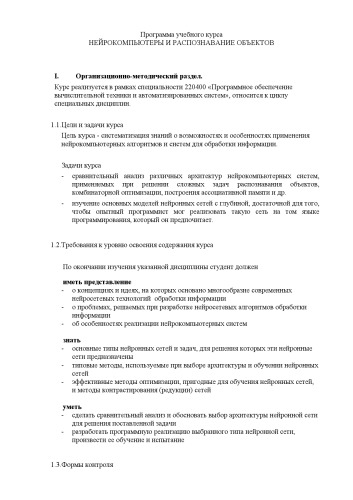 Программа учебного курса
НЕЙРОКОМПЬЮТЕРЫ И РАСПОЗНАВАНИЕ ОБЪЕКТОВ
I. Организационно-методический раздел.
Курс реализуется в рамках специальности 220400 «Программное обеспечение
вычислительной техники и автоматизированных систем», относится к циклу
специальных дисциплин.
1.1.Цели и задачи курса
Цель курса - систематизация знаний о возможностях и особенностях применения
нейрокомпьютерных алгоритмов и систем для обработки информации.
Задачи курса
- сравнительный анализ различных архитектур нейрокомпьютерных систем,
применяемых при решении сложных задач распознавания объектов,
комбинаторной оптимизации, построения ассоциативной памяти и др.
- изучение основных моделей нейронных сетей с глубиной, достаточной для того,
чтобы опытный программист мог реализовать такую сеть на том языке
программирования, который он предпочитает.
1.2.Требования к уровню освоения содержания курса
По окончании изучения указанной дисциплины студент должен
иметь представление
- о концепциях и идеях, на которых основано многообразие современных
нейросетевых технологий обработки информации
- о проблемах, решаемых при разработке нейросетевых алгоритмов обработки
информации
- об особенностях реализации нейрокомпьютерных систем
знать
- основные типы нейронных сетей и задач, для решения которых эти нейронные
сети предназначены
- типовые методы, используемые при выборе архитектуры и обучении нейронных
сетей
- эффективные методы оптимизации, пригодные для обучения нейронных сетей,
и методы контрастирования (редукции) сетей
уметь
- сделать сравнительный анализ и обосновать выбор архитектуры нейронной сети
для решения поставленной задачи
- разработать программную реализацию выбранного типа нейронной сети,
произвести ее обучение и испытание
1.3.Формы контроля